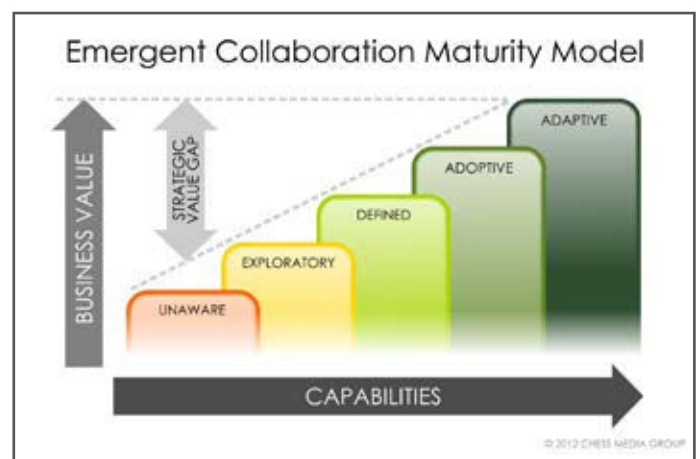 Emergent Collaboration Maturity Model
BUSINESS VALUE
STRATEGIC
VALUE GAP
UNAWARE
EXPLORATORY
DEFINED
ADOPTIVE
ADAPTIVE
CAPABILITIES
© 2012 CHESS MEDIA GROUP